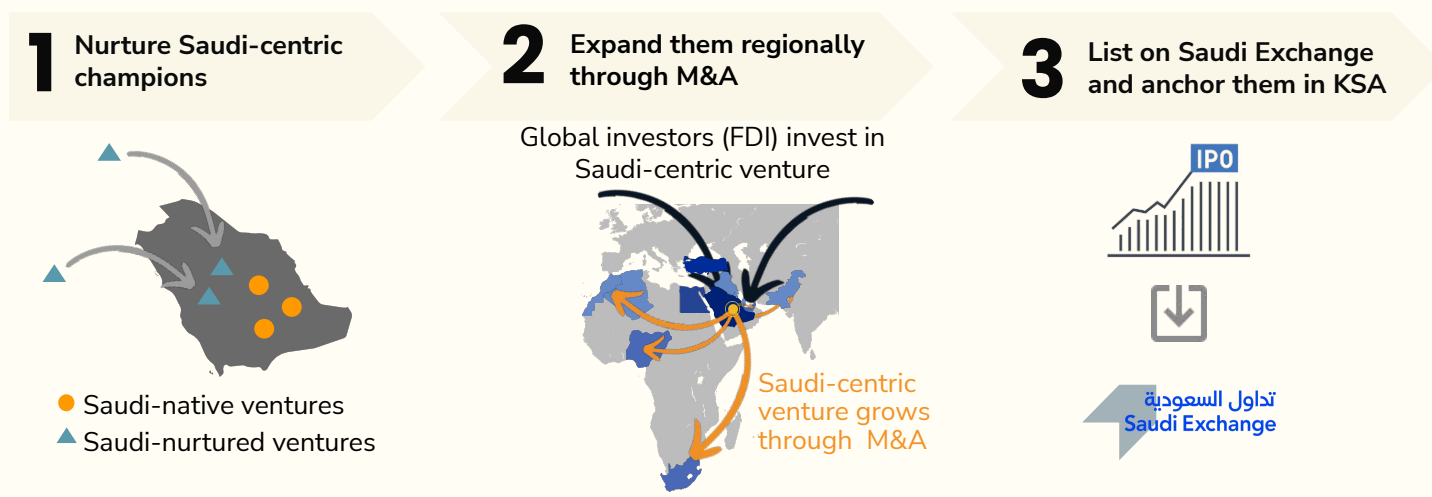 1
Nurture Saudi-centric
champions
2
Expand them regionally
through M&A
3
List on Saudi Exchange
and anchor them in KSA
Saudi-native ventures
Saudi-nurtured ventures
Global investors (FDI) invest in
Saudi-centric venture
Saudi-centric
venture grows
through M&A
IPO
تداول السعودية
Saudi Exchange